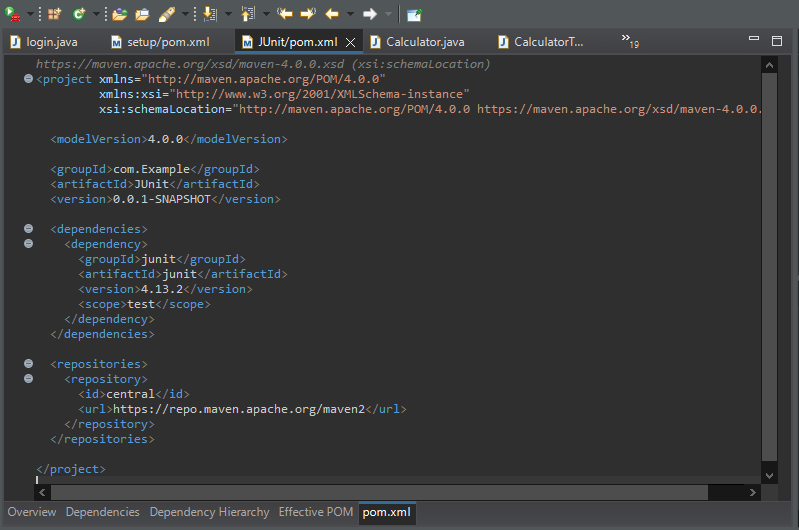 login.java
setup/pom.xml
JUnit/pom.xml
Calculator.java
CalculatorT...
»19
https://maven.apache.org/xsd/maven-4.0.0.xsd (xsi:schemaLocation)
<project xmlns="http://maven.apache.org/POM/4.0.0"
xmlns:xsi="http://www.w3.org/2001/XMLSchema-instance"
xsi:schemaLocation="http://maven.apache.org/POM/4.0.0 https://maven.apache.org/xsd/maven-4.0.0.
<modelVersion>4.0.0</modelVersion>
<groupId>com.Example</groupId>
<artifactId>JUnit</artifactId>
<version>0.0.1-SNAPSHOT</version>
<dependencies>
<dependency>
<groupId>junit</groupId>
<artifactId>junit</artifactId>
<version>4.13.2</version>
<scope>test</scope>
</dependency>
</dependencies>
<repositories>
<repository>
<id>central</id>
<url>https://repo.maven.apache.org/maven2</url>
</repository>
</repositories>
</project>
Overview
Dependencies
Dependency Hierarchy
Effective POM
pom.xml